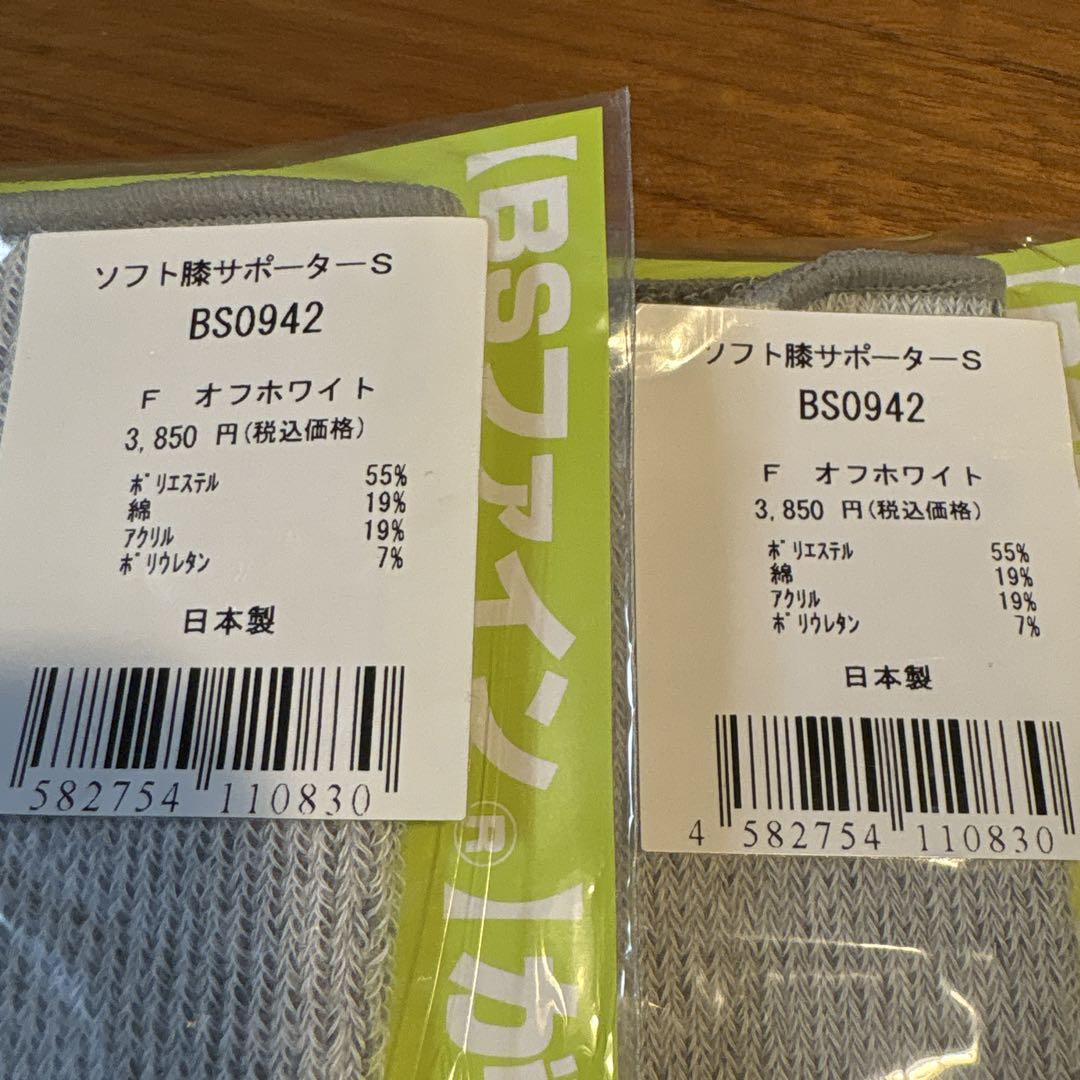 ソフト膝サポーターS
BS0942
F オフホワイト
3,850 円(税込価格)
ポリエステル 55%
綿 19%
アクリル 19%
ポリウレタン 7%
日本製
582754 110830
【BSファイン®】が
ソフト膝サポーターS
BS0942
F オフホワイト
3,850 円(税込価格)
ポリエステル 55%
綿 19%
アクリル 19%
ポリウレタン 7%
日本製
4 582754 110830